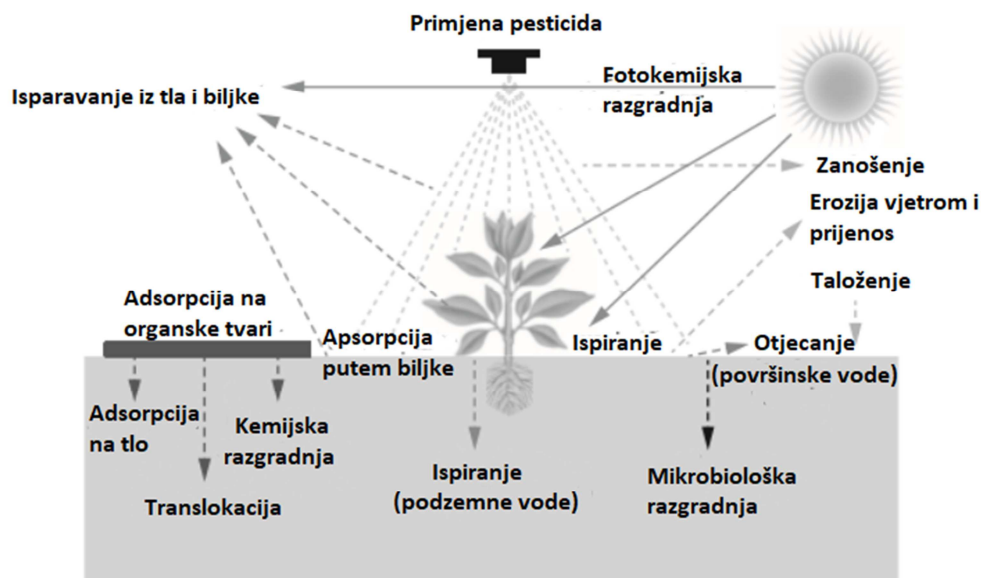 Primjena pesticida
Fotokemijska
razgradnja
Isparavanje iz tla i biljke
Zanošenje
Erozija vjetrom i
prijenos
Taloženje
Adsorpcija na
organske tvari
Apsorpcija
putem biljke
Ispiranje
Otjecanje
(površinske vode)
Adsorpcija
na tlo
Kemijska
razgradnja
Translokacija
Ispiranje
(podzemne vode)
Mikrobiološka
razgradnja